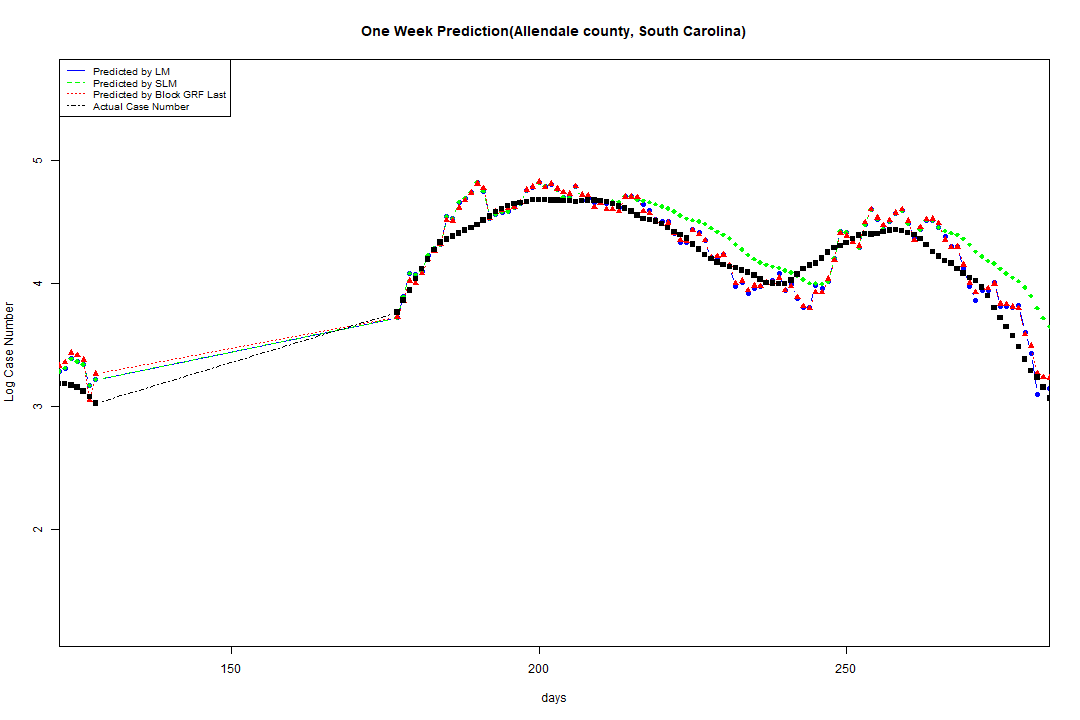 One Week Prediction(Allendale county, South Carolina)
Predicted by LM
Predicted by SLM
Predicted by Block GRF Last
Actual Case Number
5
4
3
2
Log Case Number
150 200 250
days